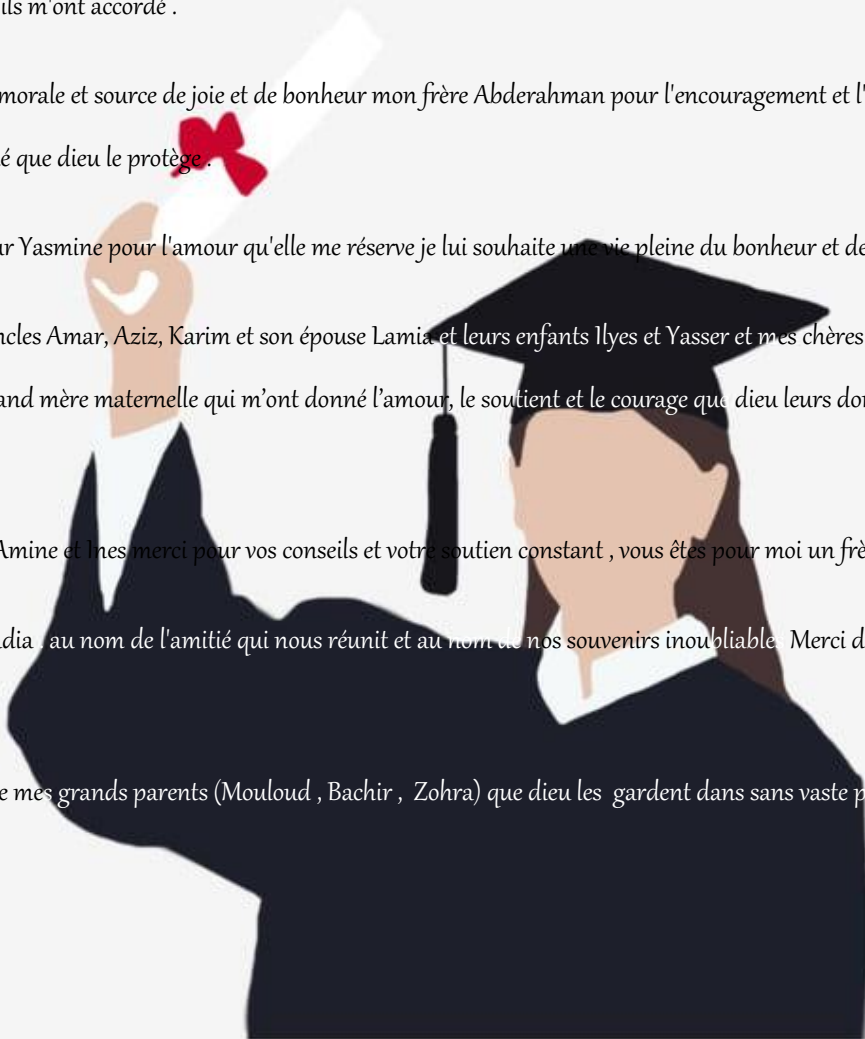 ils m'ont accordé .
morale et source de joie et de bonheur mon frère Abderahman pour l'encouragement et l'
é que dieu le protège .
ur Yasmine pour l'amour qu'elle me réserve je lui souhaite une vie pleine du bonheur et de
ncles Amar, Aziz, Karim et son épouse Lamia et leurs enfants Ilyes et Yasser et mes chères
and mère maternelle qui m’ont donné l’amour, le soutient et le courage que dieu leurs don
Amine et Ines merci pour vos conseils et votre soutien constant , vous êtes pour moi un frè
dia . au nom de l'amitié qui nous réunit et au nom de nos souvenirs inoubliables Merci d
e mes grands parents (Mouloud , Bachir , Zohra) que dieu les gardent dans sans vaste p